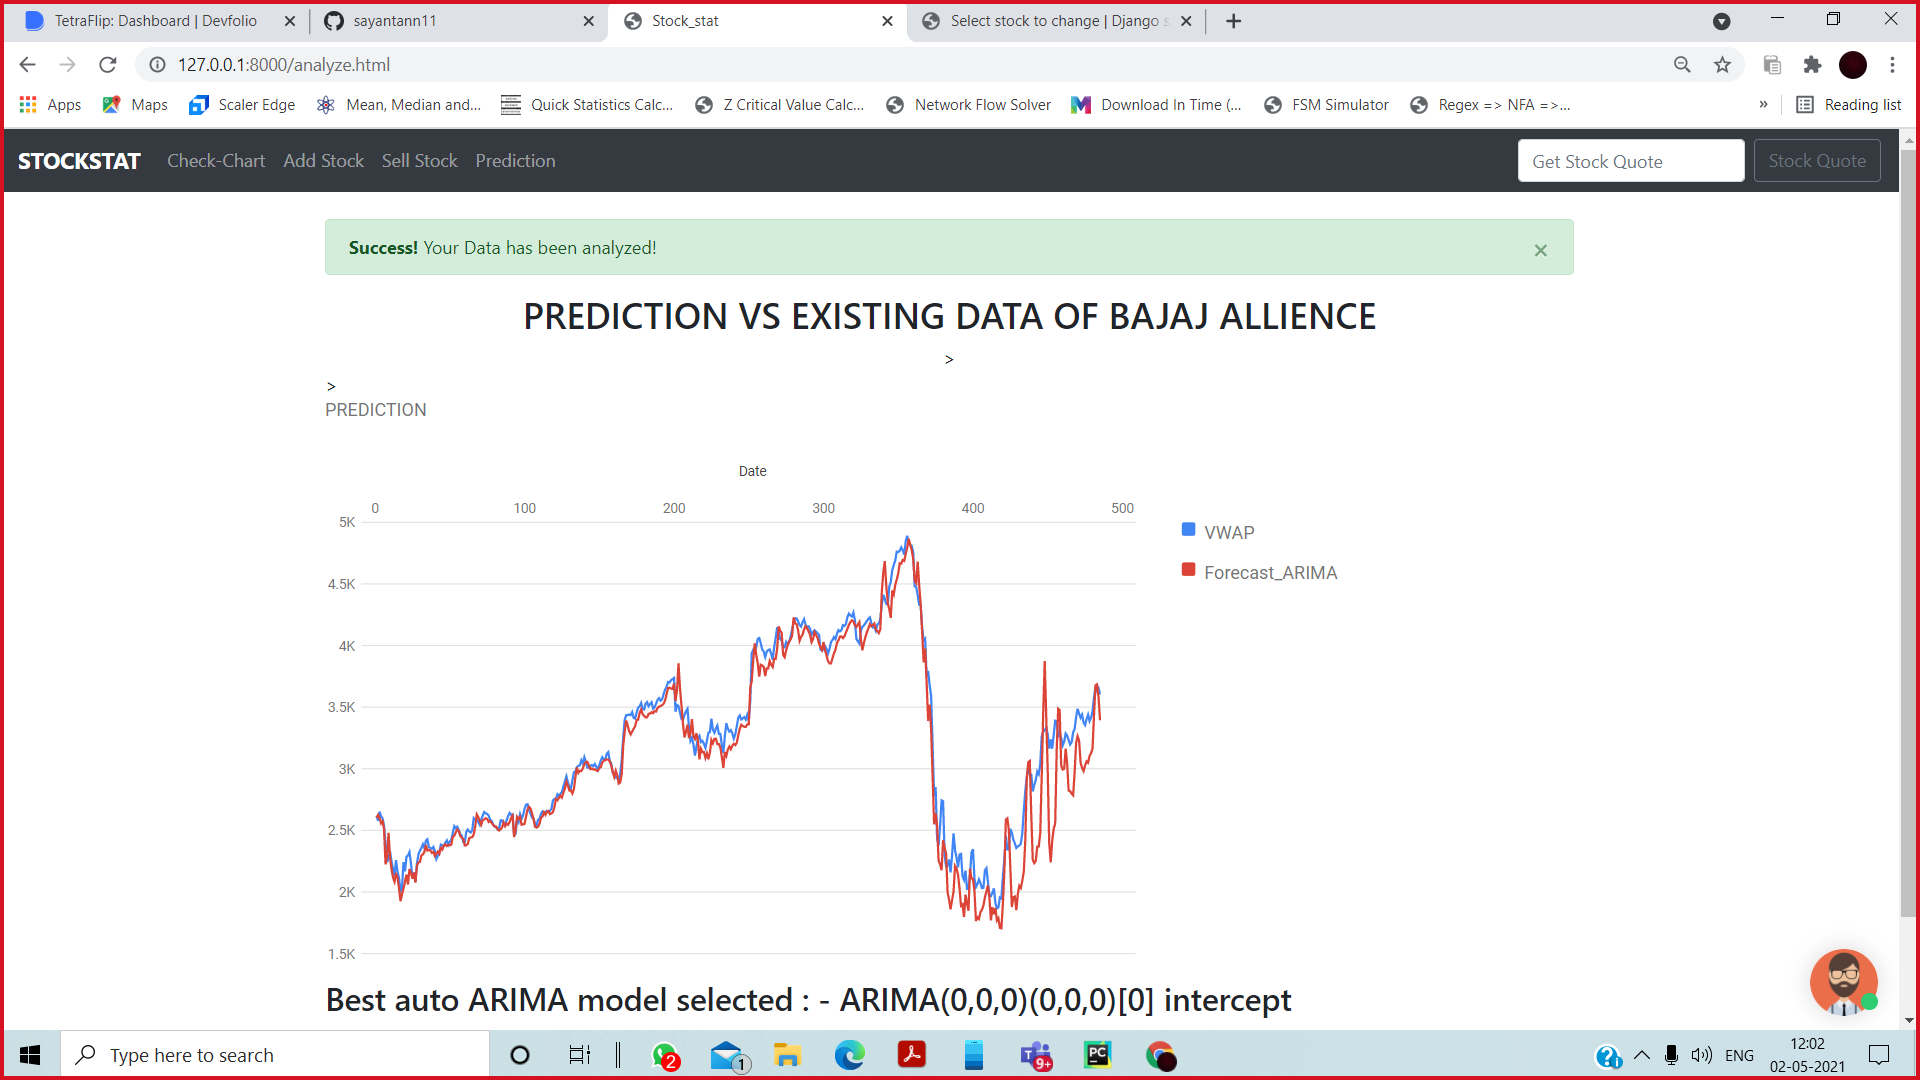 TetraFlip: Dashboard | Devfolio
sayantann11
Stock_stat
Select stock to change | Django s
127.0.0.1:8000/analyze.html
Apps
Maps
Scaler Edge
Mean, Median and...
Quick Statistics Calc...
Z Critical Value Calc...
Network Flow Solver
Download In Time (...
FSM Simulator
Regex => NFA =>...
»
Reading list
STOCKSTAT
Check-Chart
Add Stock
Sell Stock
Prediction
Get Stock Quote
Stock Quote
Success! Your Data has been analyzed!
×
PREDICTION VS EXISTING DATA OF BAJAJ ALLIENCE
>
>
PREDICTION
Date
0 100 200 300 400 500
5K
4.5K
4K
3.5K
3K
2.5K
2K
1.5K
VWAP
Forecast_ARIMA
Best auto ARIMA model selected : - ARIMA(0,0,0)(0,0,0)[0] intercept
Type here to search
2
1
T
9+
PC
?
ENG
12:02
02-05-2021